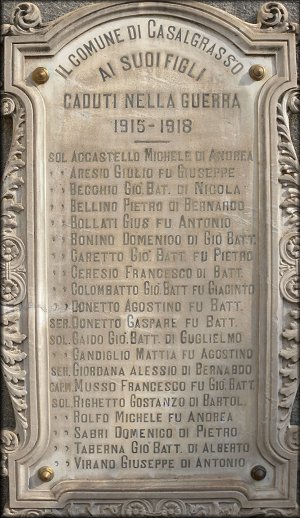 IL COMUNE DI CASALGRASSO
AI SUOI FIGLI
CADUTI NELLA GUERRA
1915-1918
SOL. ACCASTELLO MICHELE DI ANDREA
,, ARESIO GIULIO FU GIUSEPPE
,, BECCHIO GIO. BAT. DI NICOLA
,, BELLINO PIETRO DI BERNARDO
,, BOLLATI GIUS. FU ANTONIO
,, BONINO DOMENICO DI GIO. BATT.
,, CARETTO GIO. BATT. FU PIETRO
,, CERESIO FRANCESCO DI BATT.
,, COLOMBATTO GIO. BATT. FU GIACINTO
,, DONETTO AGOSTINO FU BATT.
SER. DONETTO GASPARE FU BATT.
SOL. GAIDO GIO. BATT. DI GUGLIELMO
,, GANDIGLIO MATTIA FU AGOSTINO
SER. GIORDANA ALESSIO DI BERNARDO
CARM. MUSSO FRANCESCO FU GIO. BATT.
SOL. RIGHETTO COSTANZO DI BARTOL.
,, ROLFO MICHELE FU ANDREA
,, SABRI DOMENICO DI PIETRO
,, TABERNA GIO. BATT. DI ALBERTO
,, VIRANO GIUSEPPE DI ANTONIO